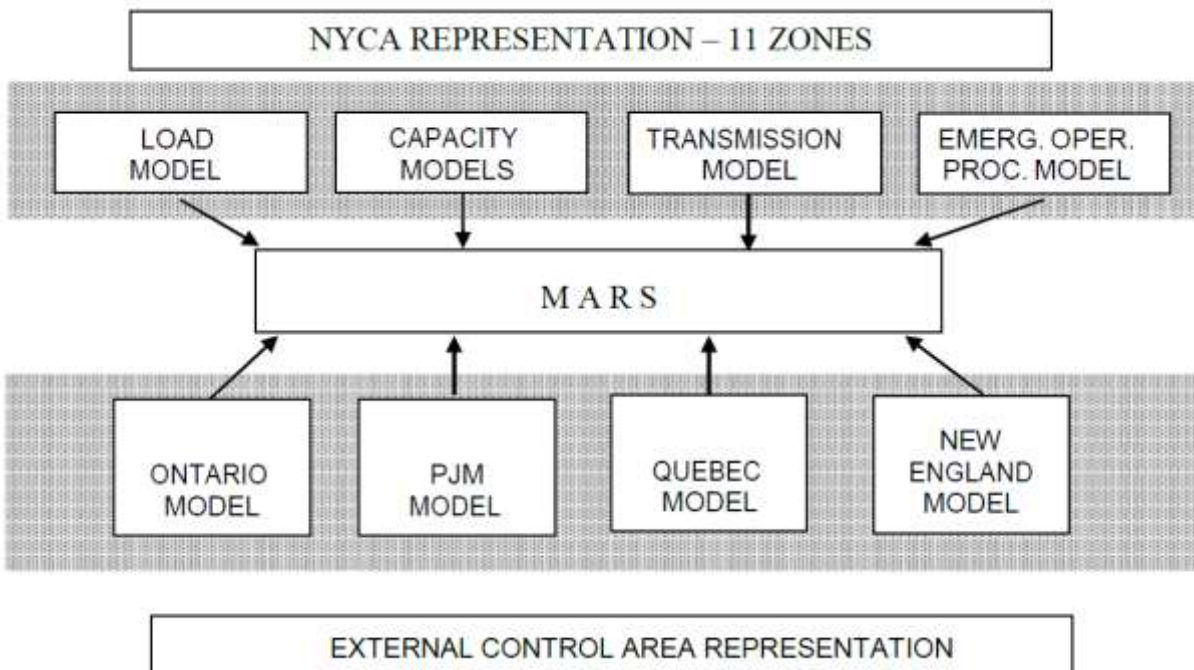 NYCA REPRESENTATION – 11 ZONES
LOAD
MODEL
CAPACITY
MODELS
TRANSMISSION
MODEL
EMERG. OPER.
PROC. MODEL
M A R S
ONTARIO
MODEL
PJM
MODEL
QUEBEC
MODEL
NEW
ENGLAND
MODEL
EXTERNAL CONTROL AREA REPRESENTATION